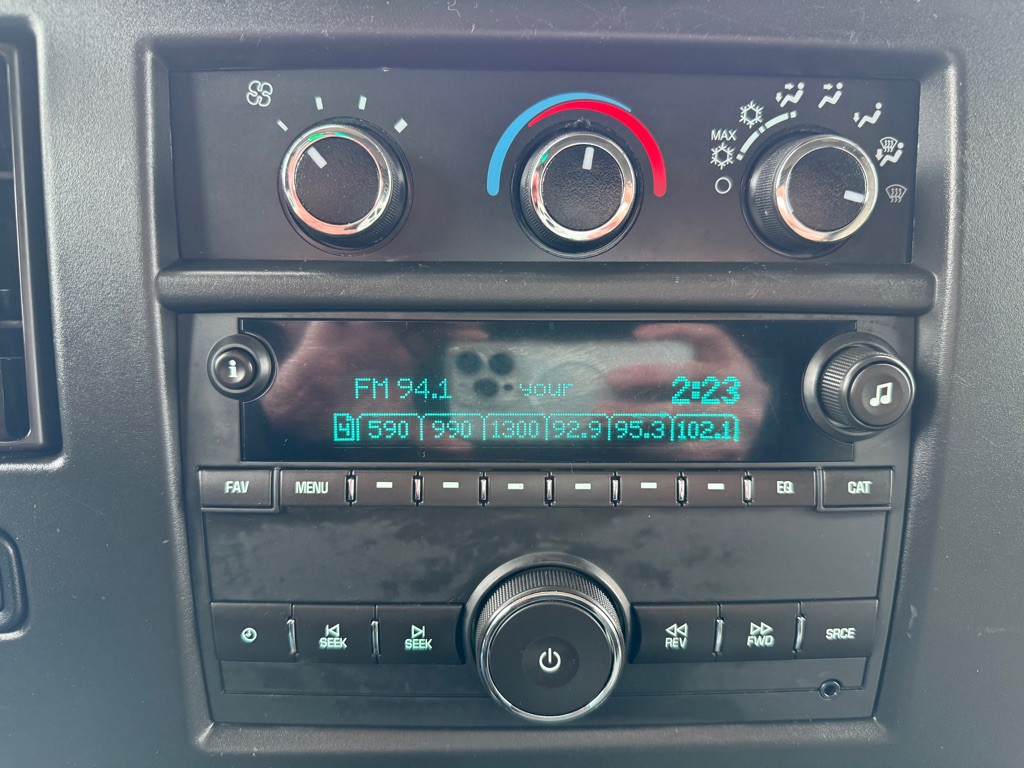 MAX
i
FM 94.1 your 2:23
4 590 990 1300 92.9 95.3 102.1
FAV MENU EQ CAT
SEEK SEEK REV FWD SRCE